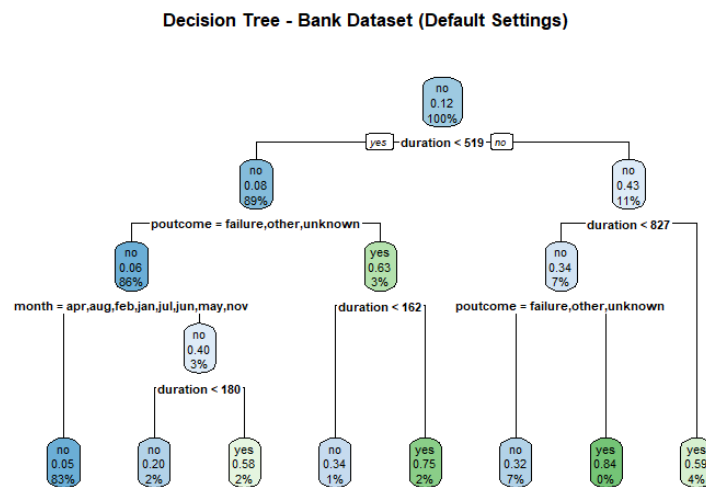 Decision Tree - Bank Dataset (Default Settings)
no
0.12
100%
yes duration < 519 no
no
0.08
89%
no
0.43
11%
poutcome = failure,other,unknown
duration < 827
no
0.06
86%
yes
0.63
3%
no
0.34
7%
month = apr,aug,feb,jan,jul,jun,may,nov
duration < 162
poutcome = failure,other,unknown
no
0.40
3%
duration < 180
no
0.05
83%
no
0.20
2%
yes
0.58
2%
no
0.34
1%
yes
0.75
2%
no
0.32
7%
yes
0.84
0%
yes
0.59
4%